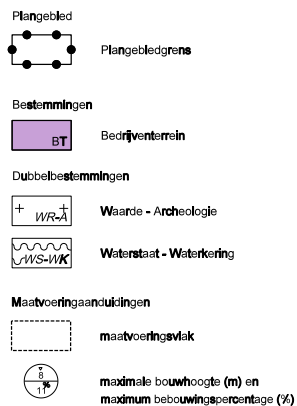 Plangebied
Plangebiedgrens
Bestemmingen
BT
Bedrijventerrein
Dubbelbestemmingen
WR-A
Waarde - Archeologie
WS-WK
Waterstaat - Waterkering
Maatvoeringaanduidingen
maatvoeringsvlak
8
11%
maximale bouwhoogte (m) en
maximum bebouwingspercentage (%)